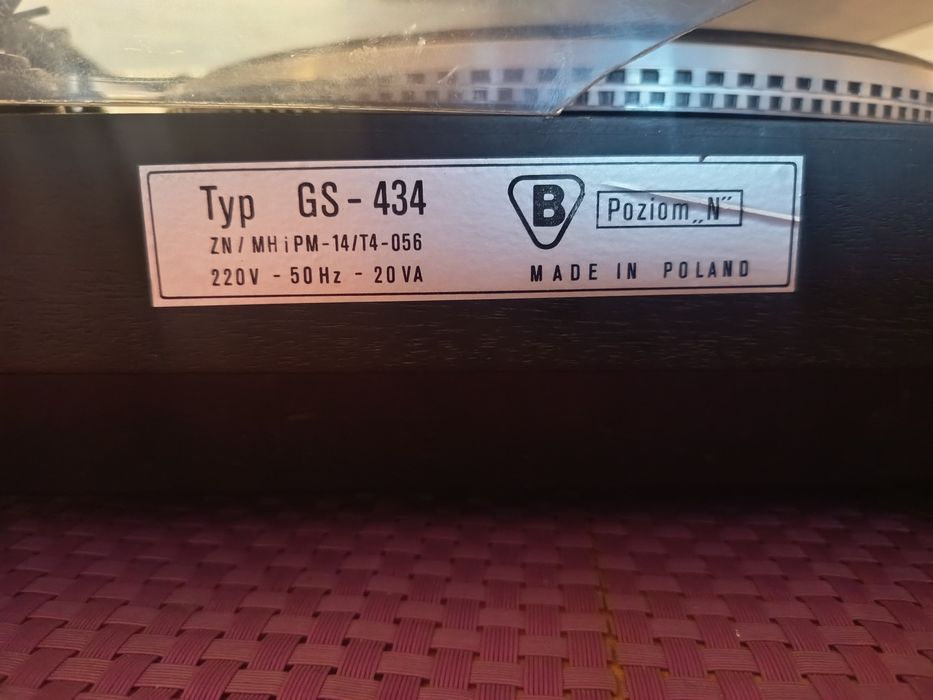 Typ GS-434
ZN/MHiPM-14/T4-056
220V - 50Hz - 20VA
B
Poziom „N”
MADE IN POLAND